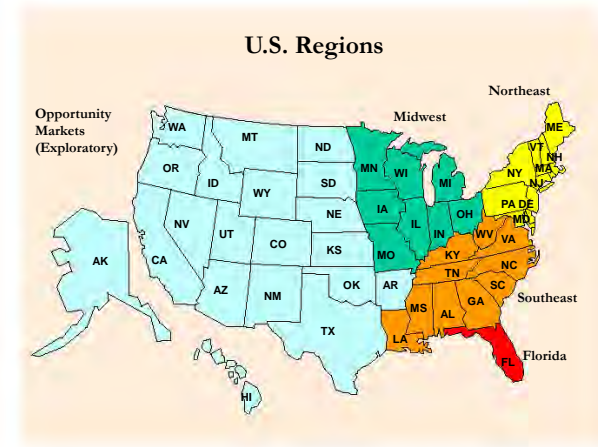 U.S. Regions
Northeast
Opportunity
Markets
(Exploratory)
Midwest
WA
MT
ND
ME
VT
NH
OR
ID
SD
MN
WI
MI
NY
MA
WY
NJ
NE
IA
PA DE
NV
UT
CO
IL
IN
OH
MD
CA
KS
MO
WV
VA
KY
AK
AZ
NM
OK
AR
TN
NC
SC
Southeast
TX
MS
AL
GA
LA
FL
Florida
HI